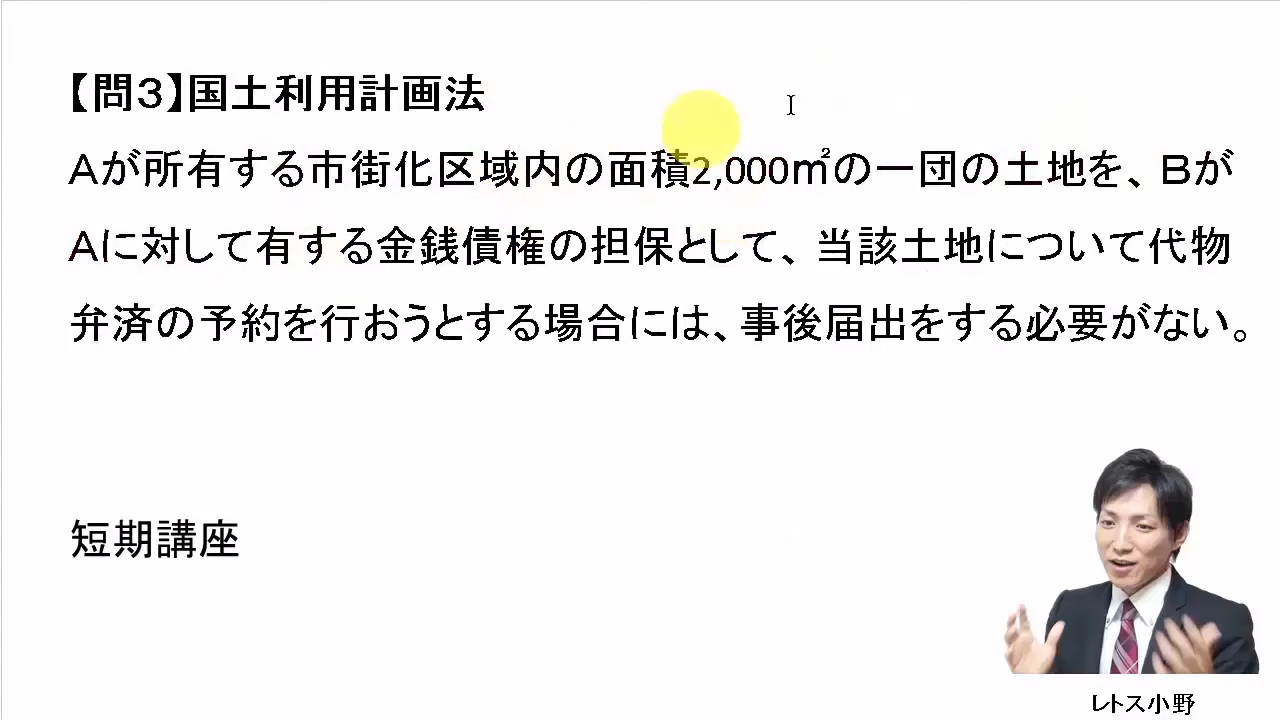 【問３】国土利用計画法
Ａが所有する市街化区域内の面積2,000㎡の一団の土地を、Ｂが
Ａに対して有する金銭債権の担保として、当該土地について代物
弁済の予約を行おうとする場合には、事後届出をする必要がない。
短期講座
レトス小野